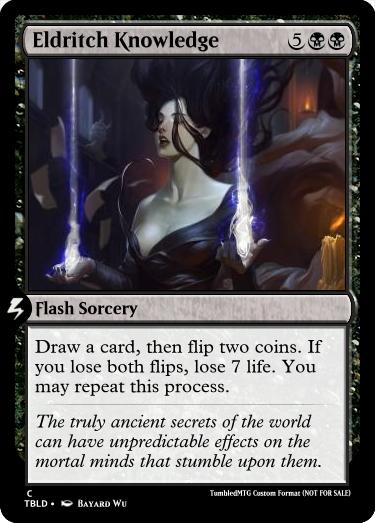 Eldritch Knowledge 5
Flash Sorcery
Draw a card, then flip two coins. If
you lose both flips, lose 7 life. You
may repeat this process.
The truly ancient secrets of the world
can have unpredictable effects on the
mortal minds that stumble upon them.
C
TBLD • Bayard Wu
TumbledMTG Custom Format (NOT FOR SALE)